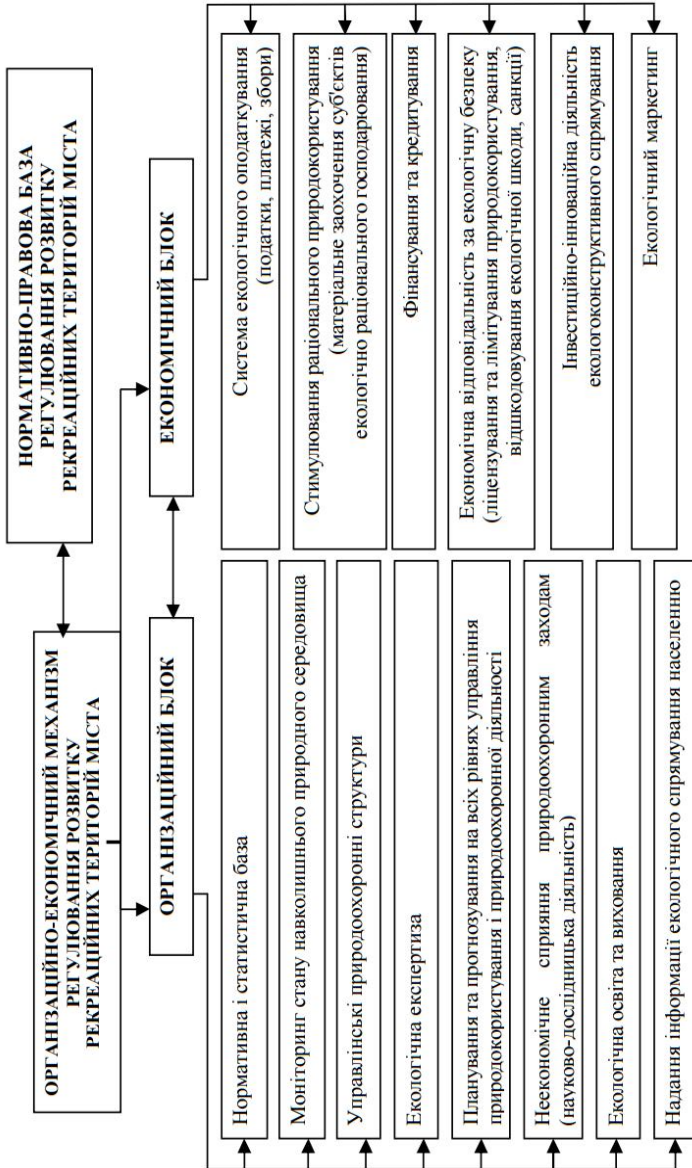 ОРГАНІЗАЦІЙНО-ЕКОНОМІЧНИЙ МЕХАНІЗМ
РЕГУЛЮВАННЯ РОЗВИТКУ
РЕКРЕАЦІЙНИХ ТЕРИТОРІЙ МІСТА
НОРМАТИВНО-ПРАВОВА БАЗА
РЕГУЛЮВАННЯ РОЗВИТКУ
РЕКРЕАЦІЙНИХ ТЕРИТОРІЙ МІСТА
ОРГАНІЗАЦІЙНИЙ БЛОК
ЕКОНОМІЧНИЙ БЛОК
Нормативна і статистична база
Моніторинг стану навколишнього природного середовища
Управлінські природоохоронні структури
Екологічна експертиза
Планування та прогнозування на всіх рівнях управління
природокористування і природоохоронної діяльності
Неекономічне сприяння природоохоронним заходам
(науково-дослідницька діяльність)
Екологічна освіта та виховання
Надання інформації екологічного спрямування населенню
Система екологічного оподаткування
(податки, платежі, збори)
Стимулювання раціонального природокористування
(матеріальне заохочення суб'єктів
екологічно раціонального господарювання)
Фінансування та кредитування
Економічна відповідальність за екологічну безпеку
(ліцензування та лімітування природокористування,
відшкодовування екологічної шкоди, санкції)
Інвестиційно-інноваційна діяльність
екологоконструктивного спрямування
Екологічний маркетинг